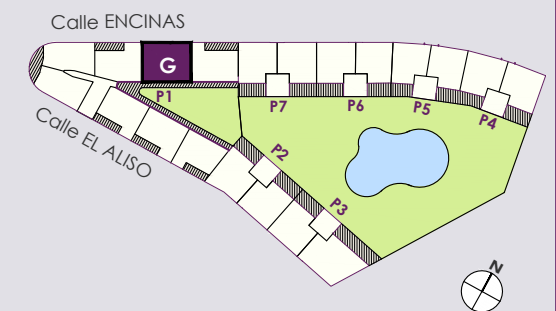 Calle ENCINAS
G
P1
P7
P6
P5
P4
Calle EL ALISO
P2
P3
N